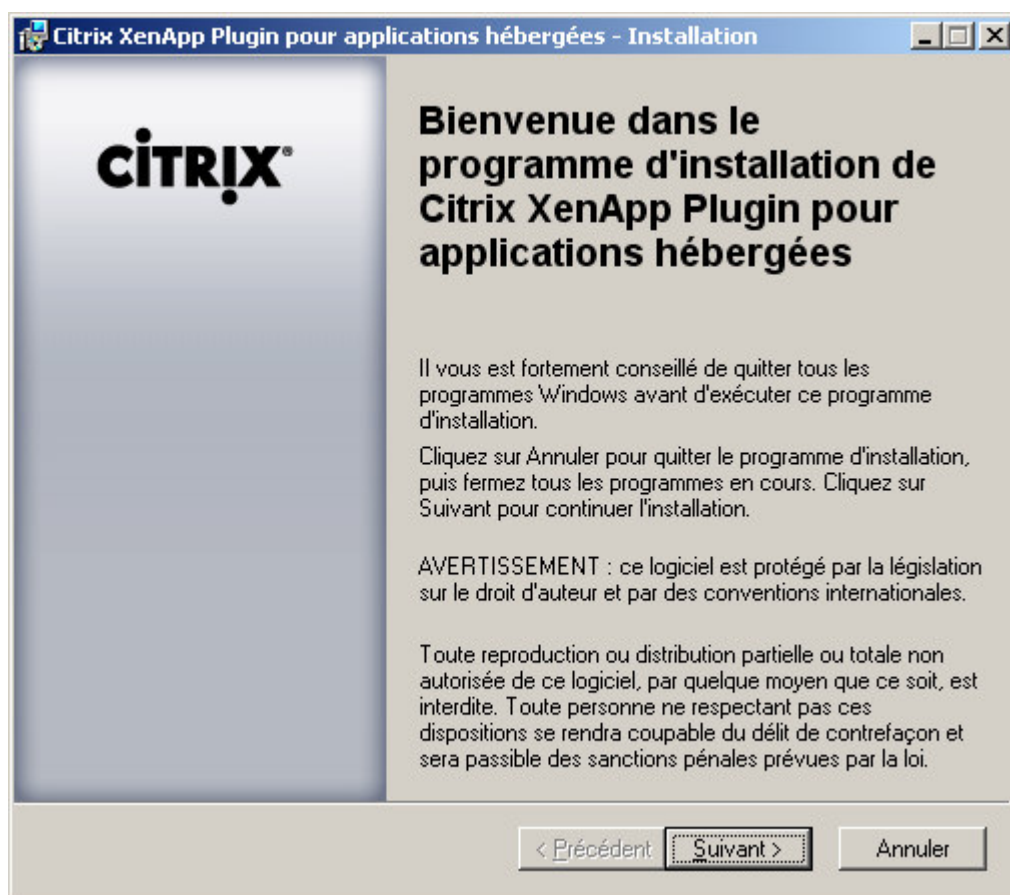 Citrix XenApp Plugin pour applications hébergées - Installation
CİTRIX®
Bienvenue dans le
programme d'installation de
Citrix XenApp Plugin pour
applications hébergées
Il vous est fortement conseillé de quitter tous les
programmes Windows avant d'exécuter ce programme
d'installation.
Cliquez sur Annuler pour quitter le programme d'installation,
puis fermez tous les programmes en cours. Cliquez sur
Suivant pour continuer l'installation.
AVERTISSEMENT : ce logiciel est protégé par la législation
sur le droit d'auteur et par des conventions internationales.
Toute reproduction ou distribution partielle ou totale non
autorisée de ce logiciel, par quelque moyen que ce soit, est
interdite. Toute personne ne respectant pas ces
dispositions se rendra coupable du délit de contrefaçon et
sera passible des sanctions pénales prévues par la loi.
< Précédent Suivant > Annuler